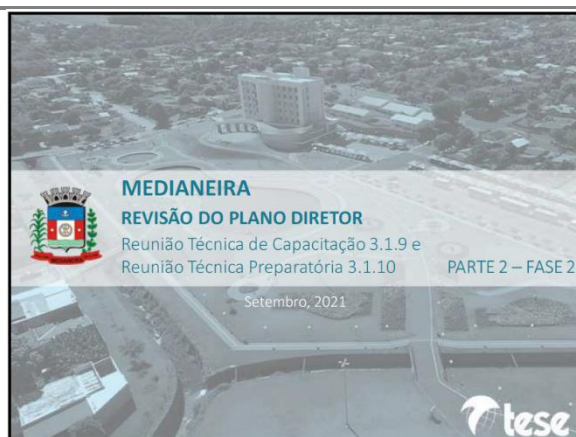 MEDIANEIRA
REVISÃO DO PLANO DIRETOR
Reunião Técnica de Capacitação 3.1.9 e
Reunião Técnica Preparatória 3.1.10
PARTE 2 – FASE 2
Setembro, 2021
MEDIANEIRA
tese